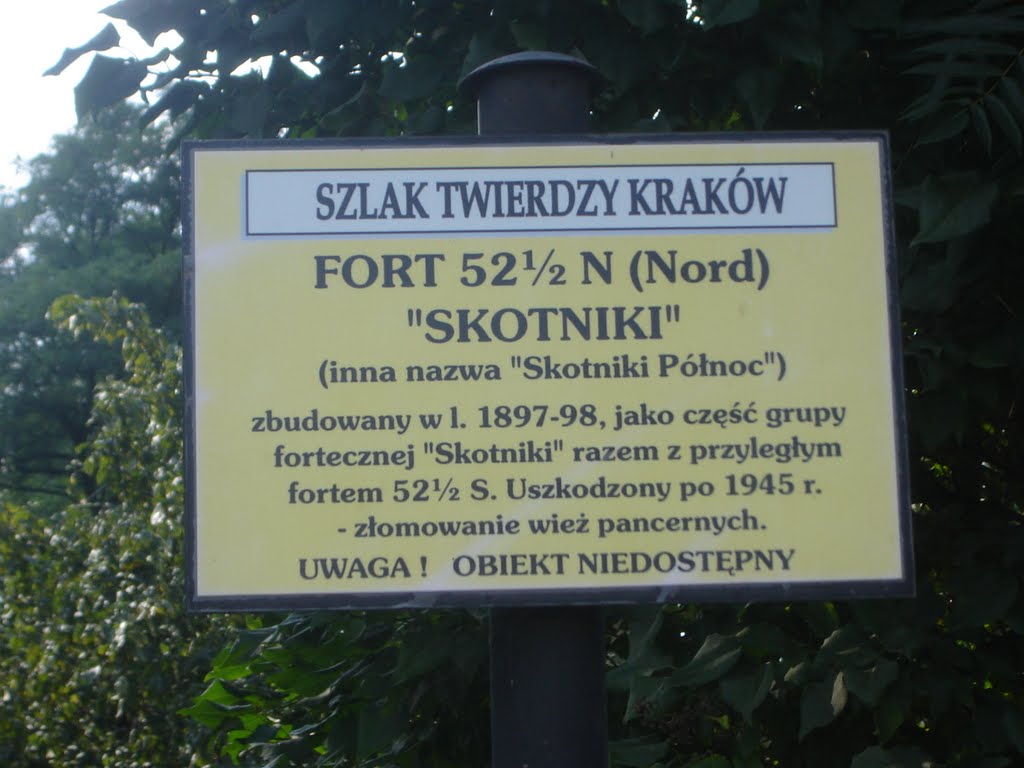 SZLAK TWIERDZY KRAKÓW
FORT 52½ N (Nord)
"SKOTNIKI"
(inna nazwa "Skotniki Północ")
zbudowany w l. 1897-98, jako część grupy
fortecznej "Skotniki" razem z przyległym
fortem 52½ S. Uszkodzony po 1945 r.
- złomowanie wież pancernych.
UWAGA ! OBIEKT NIEDOSTĘPNY